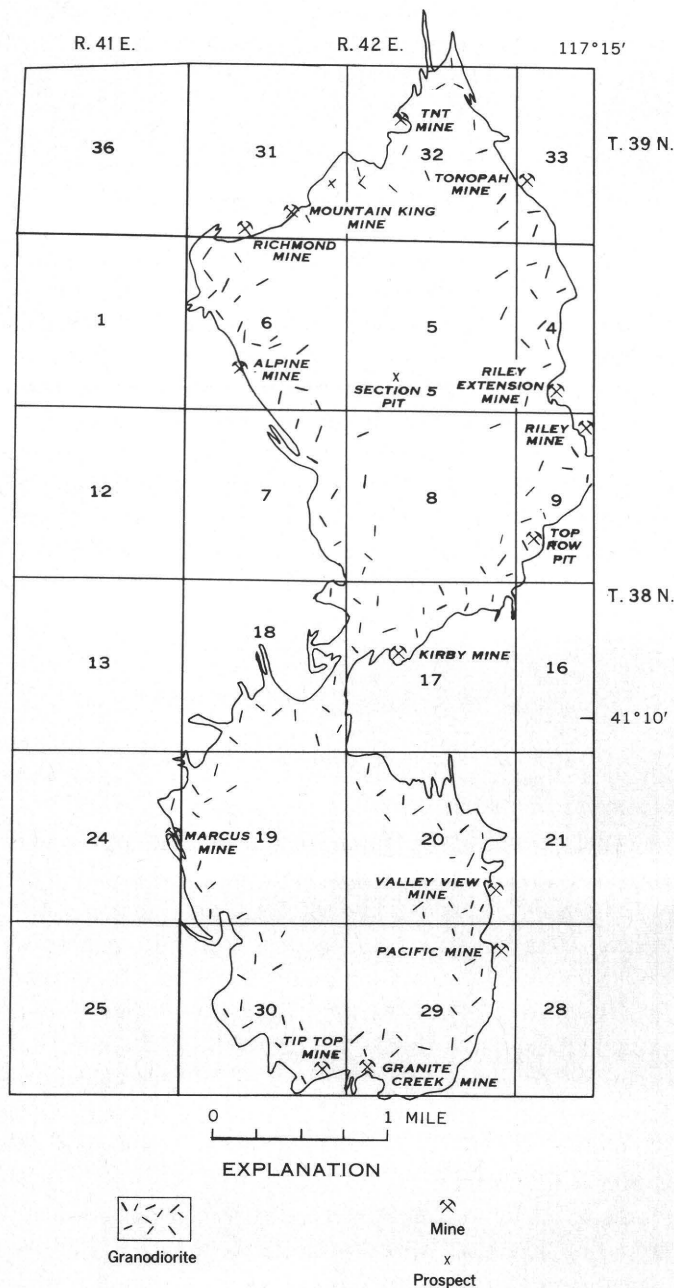 R. 41 E.
R. 42 E.
117°15'
TNT
MINE
36
31
32
33
T. 39 N.
TONOPAH
MINE
MOUNTAIN KING
MINE
RICHMOND
MINE
1
6
5
4
ALPINE
MINE
SECTION 5
PIT
RILEY
EXTENSION
MINE
RILEY
MINE
12
7
8
9
TOP
ROW
PIT
T. 38 N.
18
13
KIRBY MINE
17
16
41°10'
24
MARCUS
MINE
19
20
21
VALLEY VIEW
MINE
PACIFIC MINE
25
30
29
28
TIP TOP
MINE
GRANITE
CREEK MINE
0
1 MILE
EXPLANATION
Granodiorite
Mine
x
Prospect